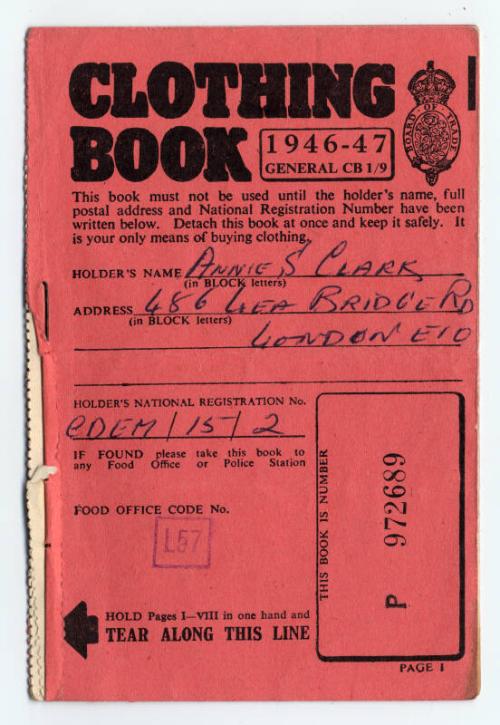 CLOTHING
BOOK
1946-47
GENERAL CB 1/9
BOARD OF TRADE
This book must not be used until the holder's name, full
postal address and National Registration Number have been
written below. Detach this book at once and keep it safely. It
is your only means of buying clothing.
HOLDER'S NAME ANNIE S CLARK
(in BLOCK letters)
ADDRESS 486 LEA BRIDGE RD
(in BLOCK letters)
LONDON E10
HOLDER'S NATIONAL REGISTRATION No.
CDEM/15/2
IF FOUND please take this book to
any Food Office or Police Station
FOOD OFFICE CODE No.
L57
THIS BOOK IS NUMBER
P 972689
HOLD Pages I—VIII in one hand and
TEAR ALONG THIS LINE
PAGE I